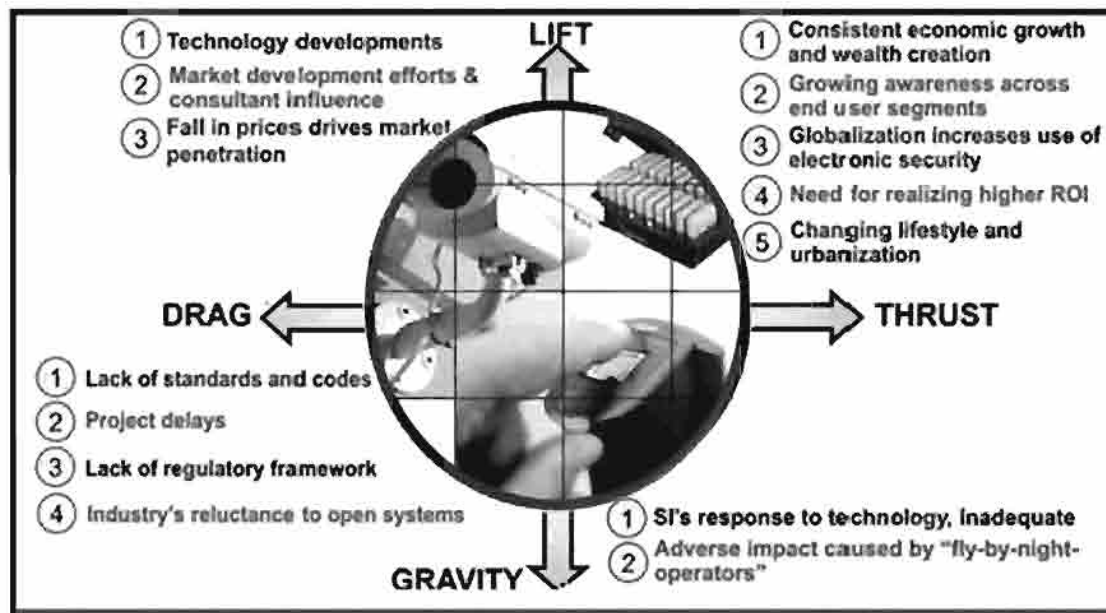 LIFT
1 Technology developments
2 Market development efforts &
consultant influence
3 Fall in prices drives market
penetration
1 Consistent economic growth
and wealth creation
2 Growing awareness across
end user segments
3 Globalization increases use of
electronic security
4 Need for realizing higher ROI
5 Changing lifestyle and
urbanization
DRAG
THRUST
1 Lack of standards and codes
2 Project delays
3 Lack of regulatory framework
4 Industry's reluctance to open systems
1 SI's response to technology, inadequate
2 Adverse impact caused by "fly-by-night-
operators"
GRAVITY